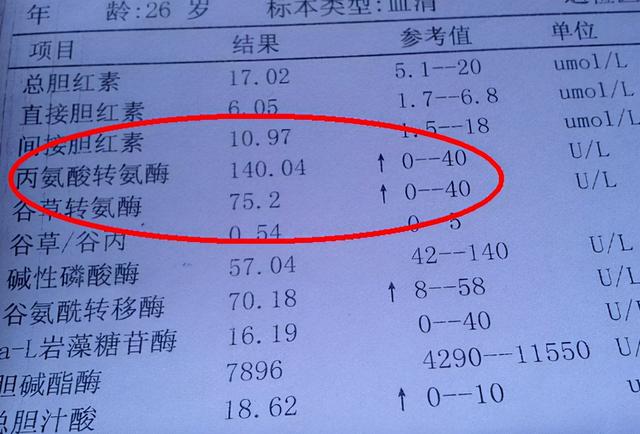 年 龄:26 岁 标本类型:血清
项目 结果 参考值 单位
总胆红素 17.02 5.1--20 umol/L
直接胆红素 6.05 1.7--6.8 umol/L
间接胆红素 10.97 1.5--18 umol/L
丙氨酸转氨酶 140.04 ↑ 0--40 U/L
谷草转氨酶 75.2 ↑ 0--40 U/L
谷草/谷丙 0.54 0--5
碱性磷酸酶 57.04 42--140 U/L
谷氨酰转移酶 70.18 ↑ 8--58 U/L
a-L岩藻糖苷酶 16.19 0--40 U/
胆碱酯酶 7896 4290--11550 U/
总胆汁酸 18.62 ↑ 0--10 u